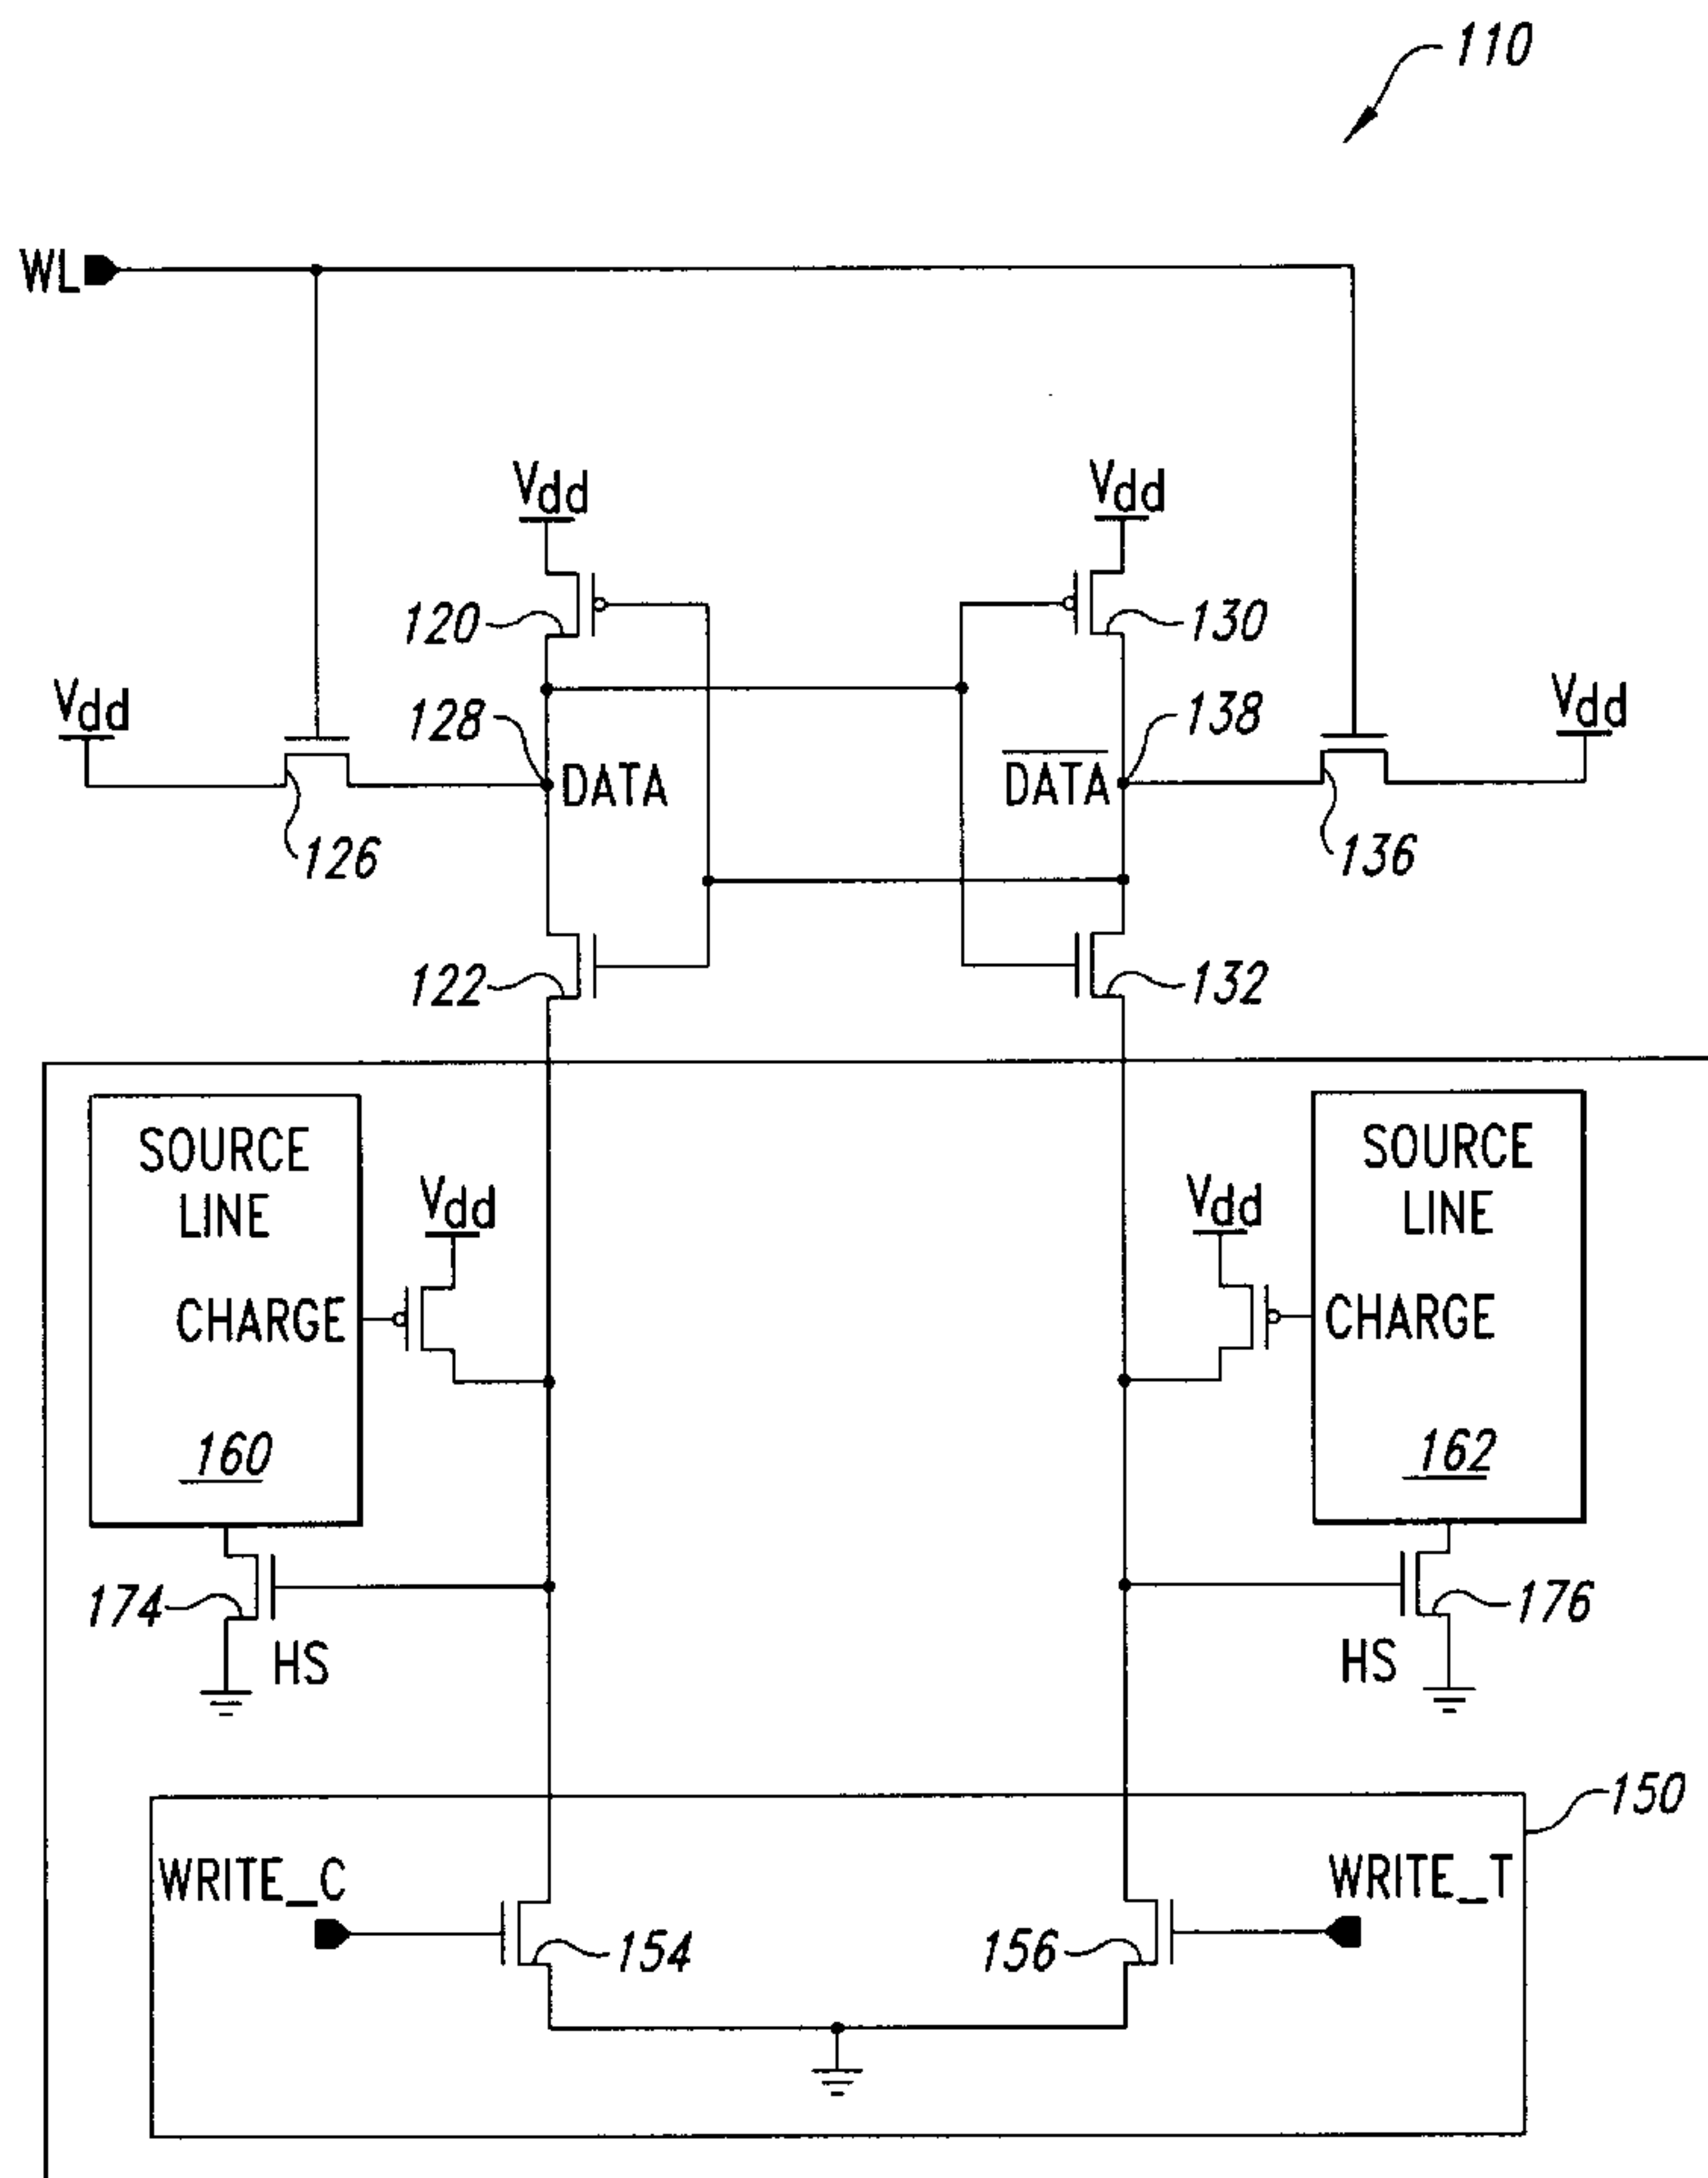 110
WL
Vdd
Vdd
120
130
Vdd
128
138
Vdd
DATA
DATA
126
136
122
132
SOURCE
LINE
CHARGE
160
Vdd
Vdd
SOURCE
LINE
CHARGE
162
174
HS
HS
176
150
WRITE_C
WRITE_T
154
156